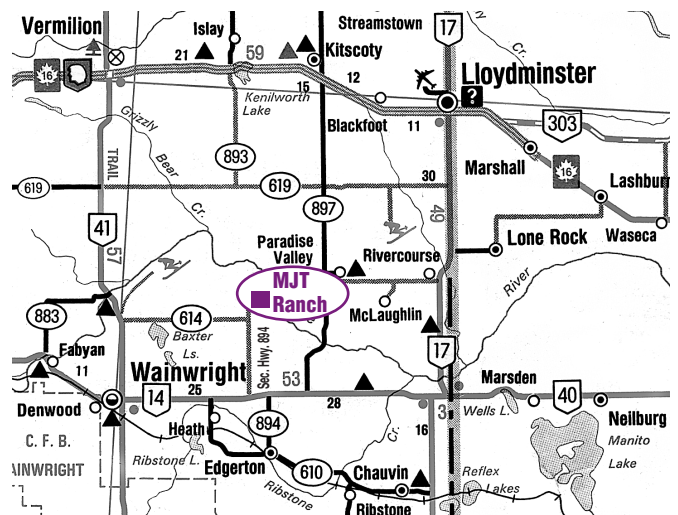 Vermilion
Islay
Streamstown
17
Cr.
21
59
Kitscoty
16
15
12
Lloydminster
?
Kenilworth
Lake
Blackfoot
11
303
Grizzly
Marshall
16
TRAIL
893
Bear
30
619
619
Lashburn
41
Cr.
897
49
57
Paradise
Valley
Rivercourse
Lone Rock
Waseca
MJT
Ranch
McLaughlin
River
883
614
Baxter
Ls.
Sec. Hwy. 894
17
Fabyan
11
Wainwright
53
Marsden
Denwood
14
25
28
3
Wells L.
40
Neilburg
C. F. B.
Heath
894
16
Manito
Lake
AINWRIGHT
Ribstone L.
Edgerton
610
Cr.
Chauvin
Reflex
Lakes
Ribstone
Ribstone